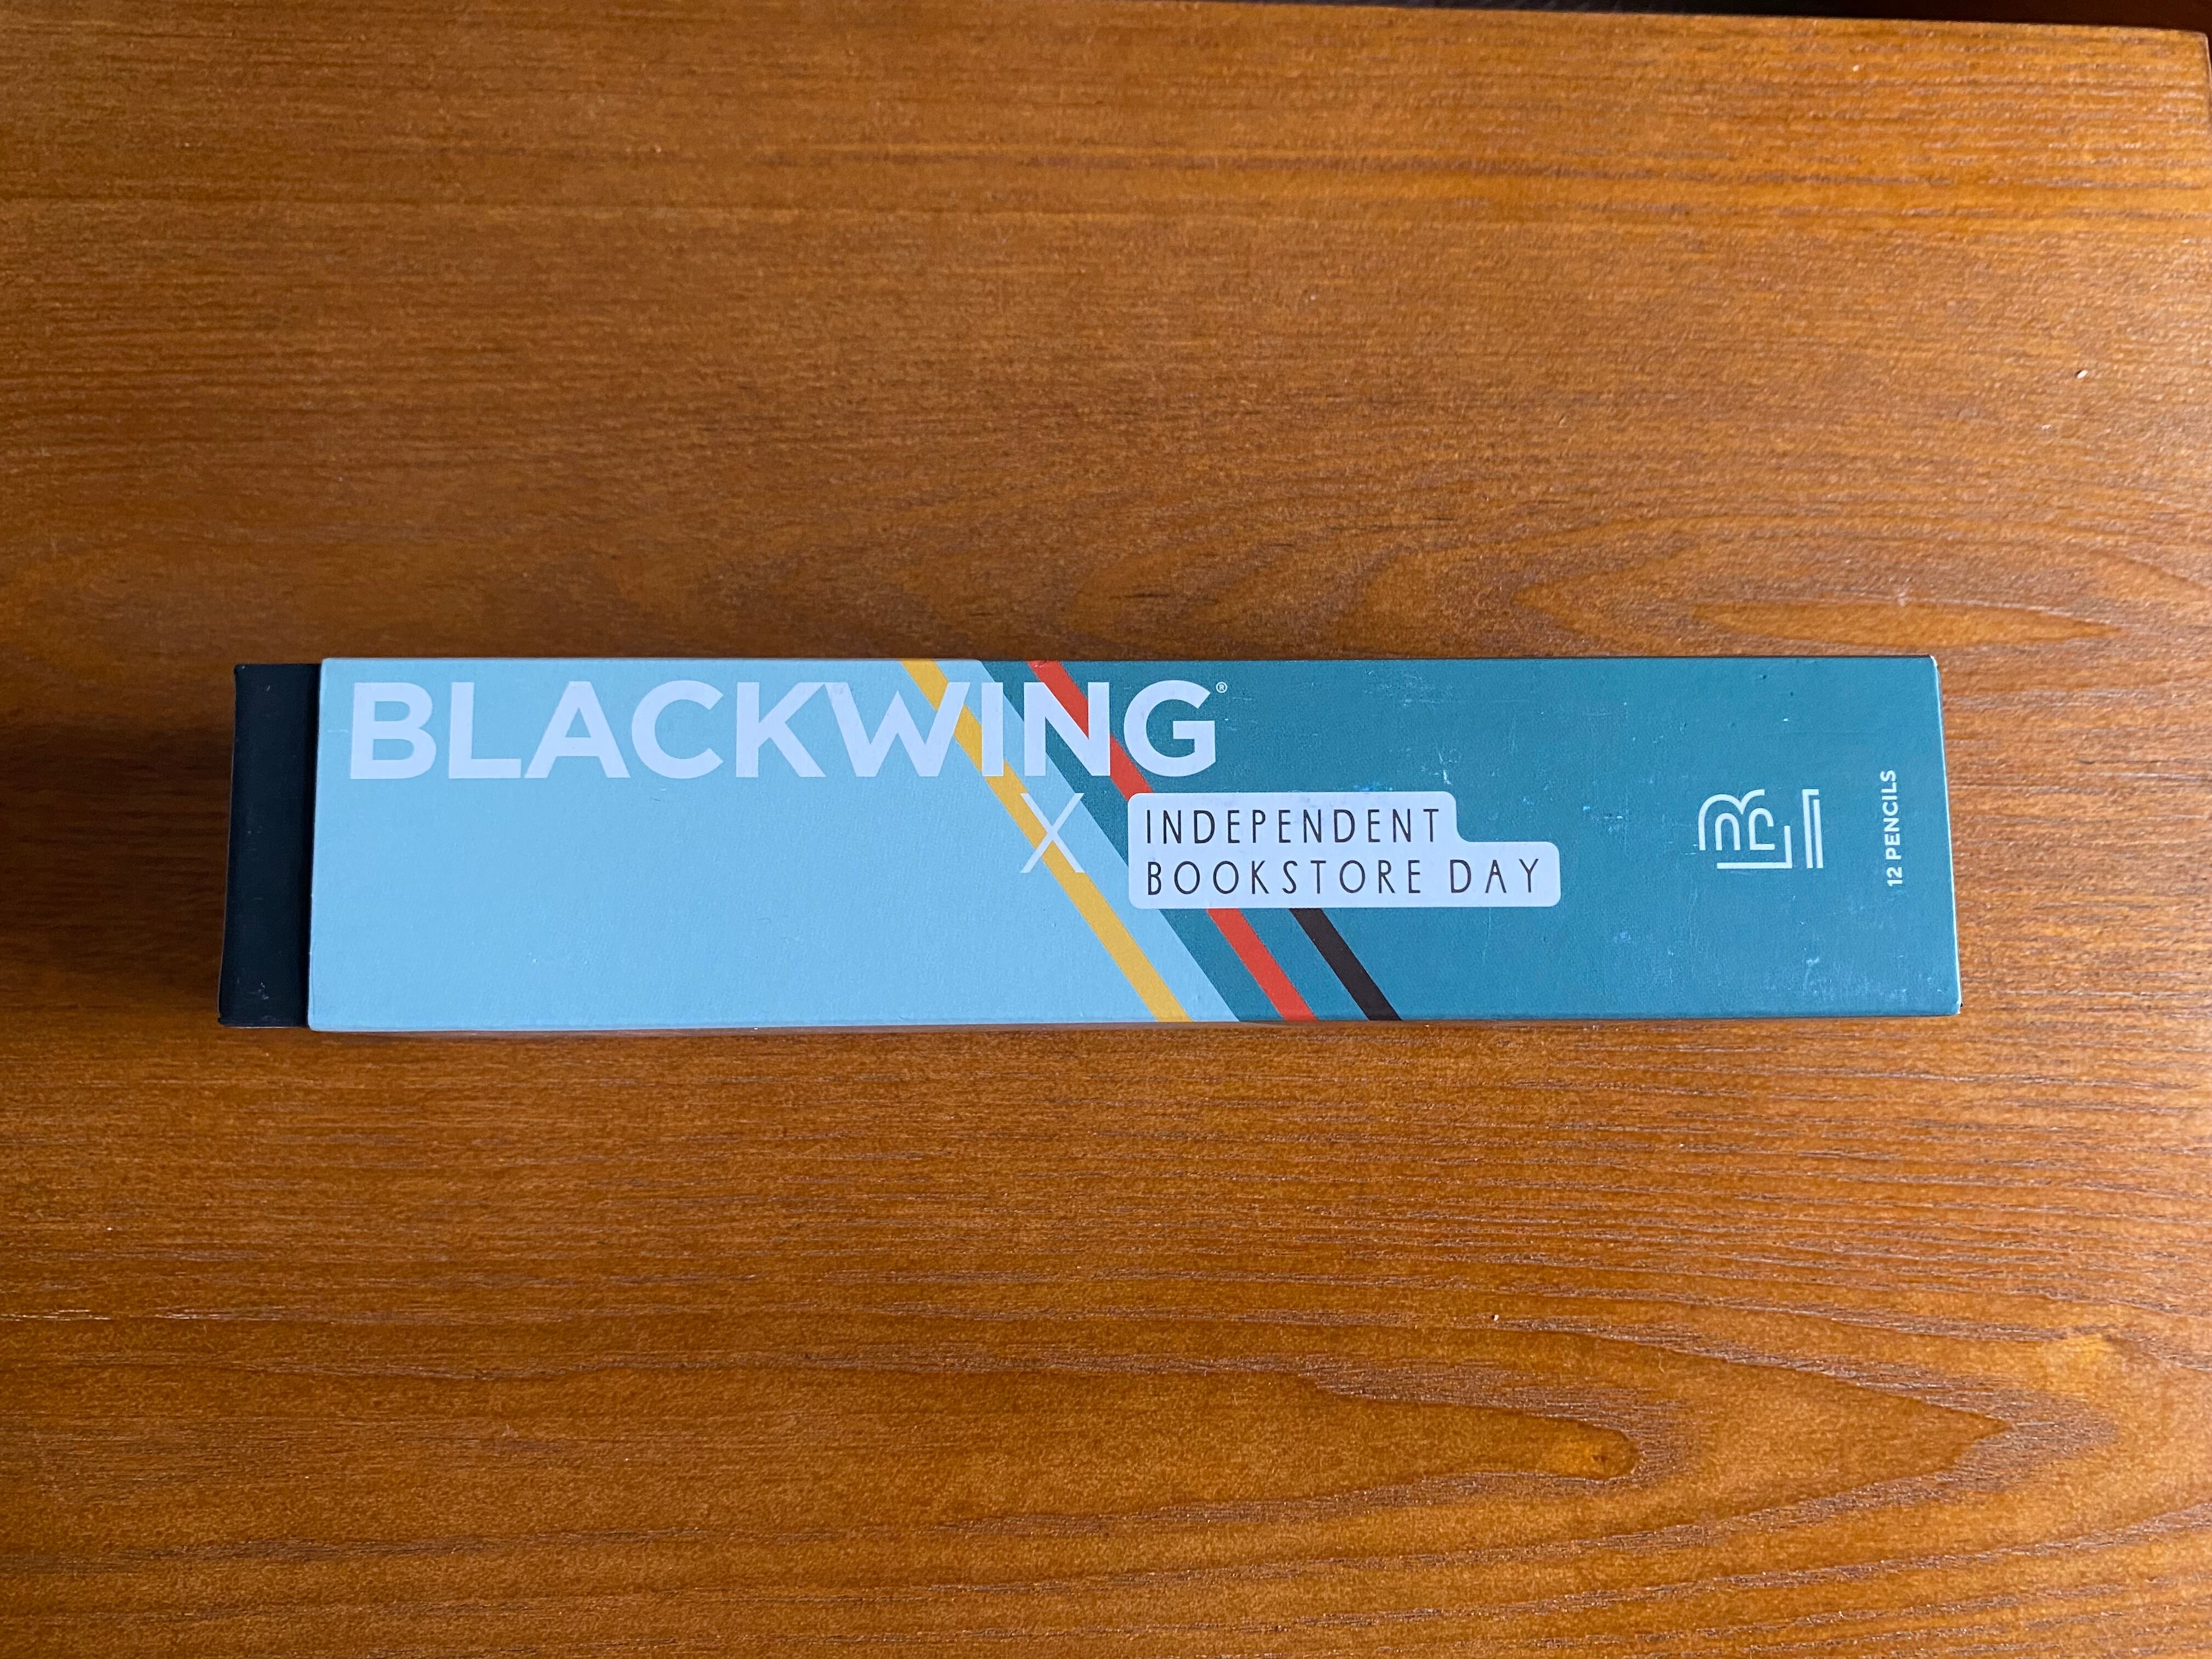 BLACKWING®
X
INDEPENDENT
BOOKSTORE DAY
12 PENCILS